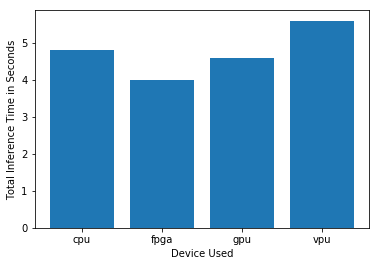 Total Inference Time in Seconds
5
4
3
2
1
0
cpu fpga gpu vpu
Device Used